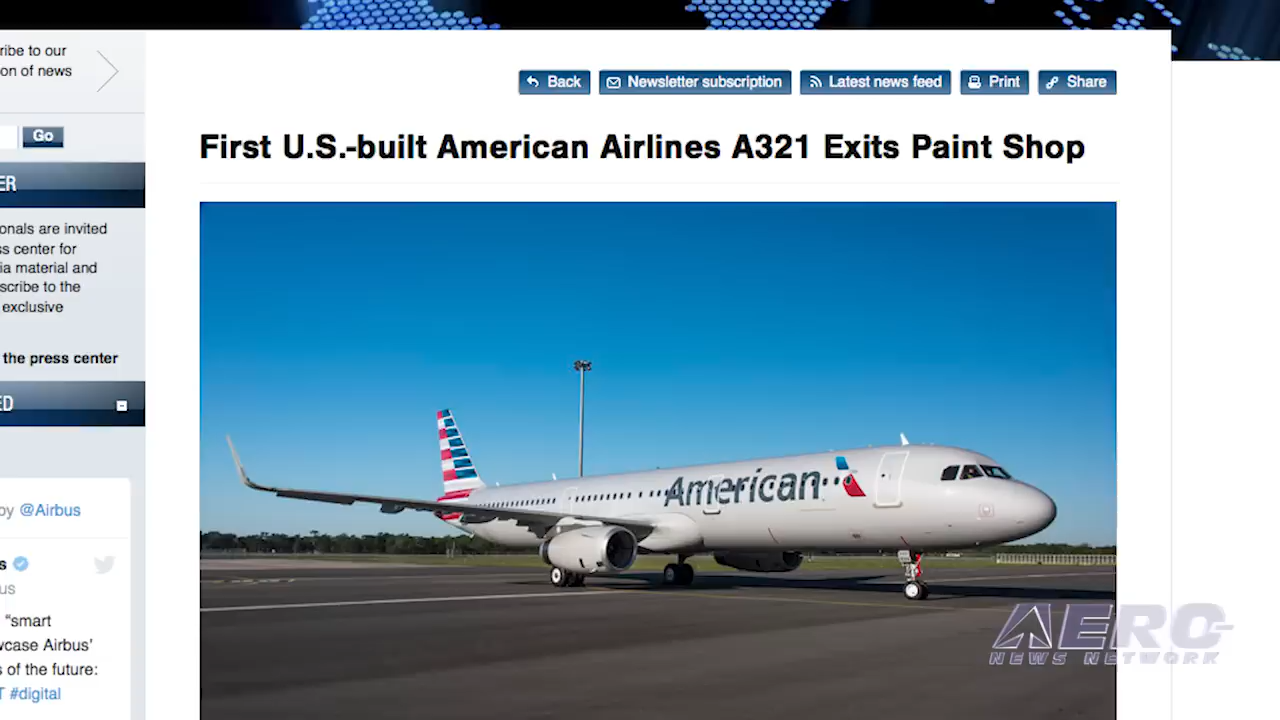 ribe to our
on of news
Go
ER
onals are invited
ss center for
ia material and
scribe to the
exclusive
the press center
ED
by @Airbus
s
us
"smart
wcase Airbus'
s of the future:
T #digital
Back
Newsletter subscription
Latest news feed
Print
Share
First U.S.-built American Airlines A321 Exits Paint Shop
American
AERO
NEWS NETWORK